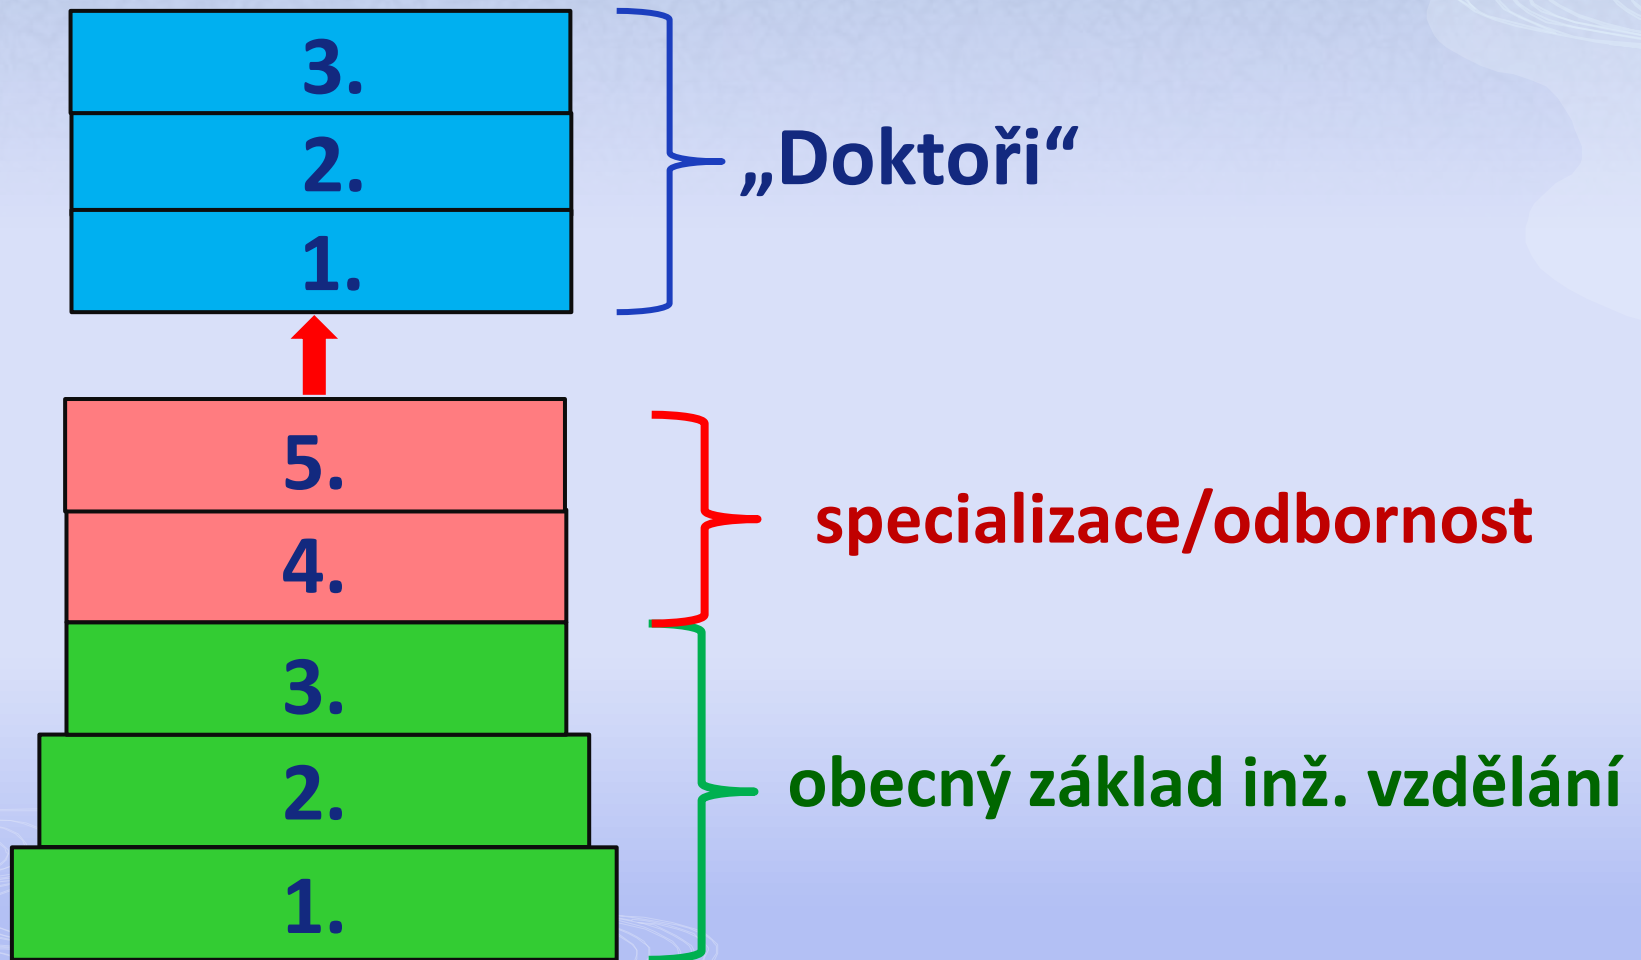 3.
2.
1.
„Doktoři“
5.
4.
specializace/odbornost
3.
2.
1.
obecný základ inž. vzdělání